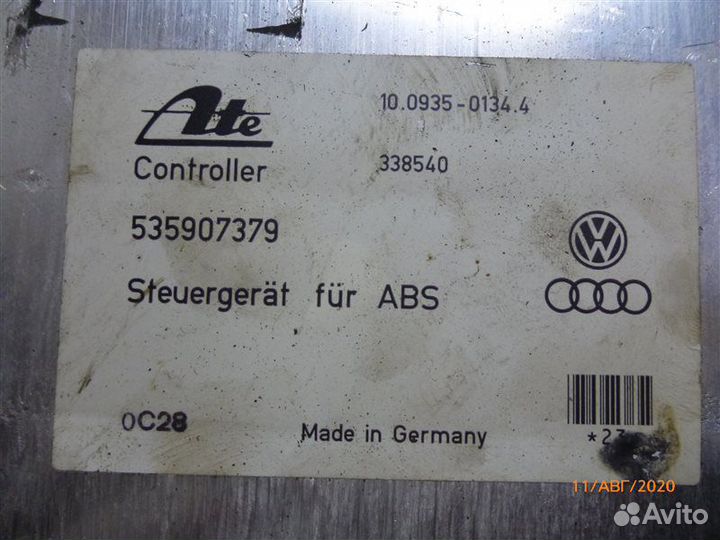 Ate
10.0935-0134.4
Controller
338540
535907379
VW
Steuergerät für ABS
0C28
Made in Germany
11/АВГ/2020
Avito